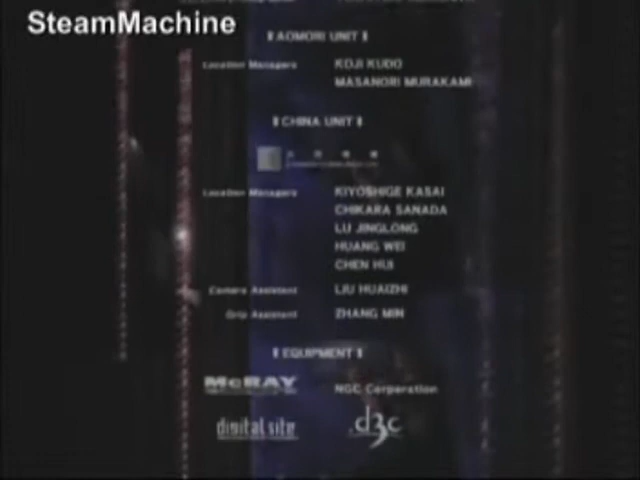 SteamMachine
AOMORI UNIT
Location Managers KOJI KUDO
MASANORI MURAKAMI
CHINA UNIT
Location Managers KIYOSHIGE KASAI
CHIKARA SANADA
LU JINGLONG
HUANG WEI
CHEN HUI
Camera Assistant LIU HUAIZHI
Grip Assistant ZHANG MIN
EQUIPMENT
McRAY NGC Corporation
digital site d3c